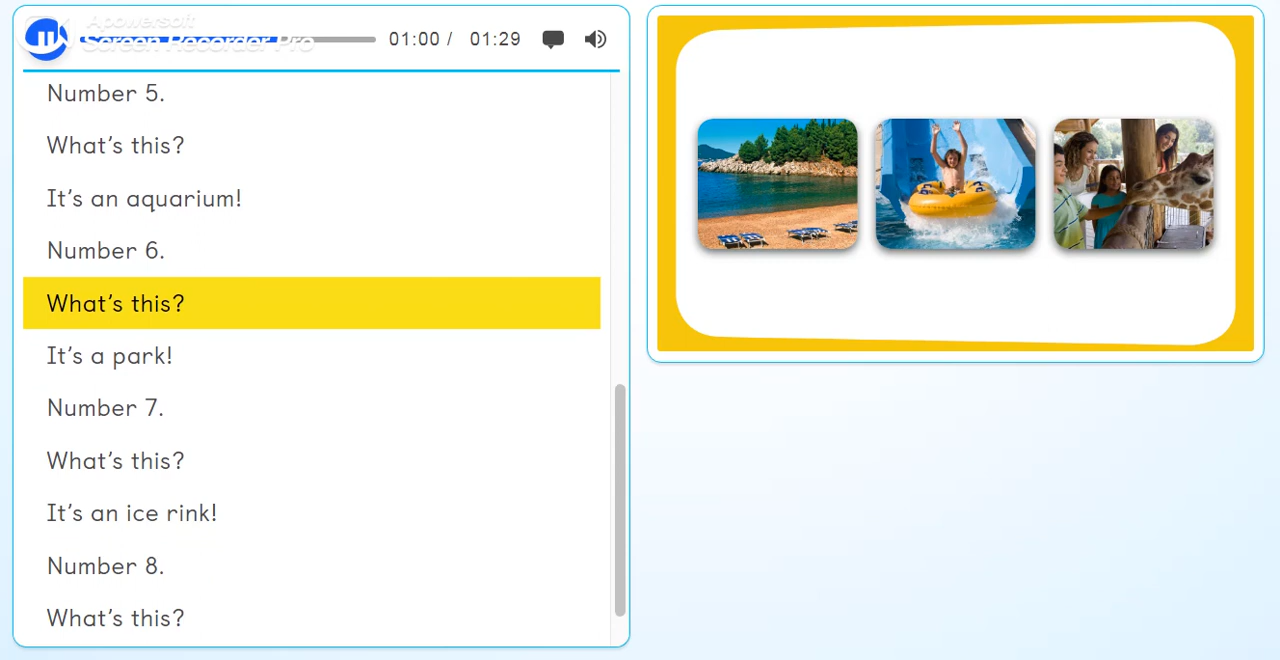 Apowersoft
Screen Recorder Pro
01:00 / 01:29
Number 5.
What's this?
It's an aquarium!
Number 6.
What's this?
It's a park!
Number 7.
What's this?
It's an ice rink!
Number 8.
What's this?